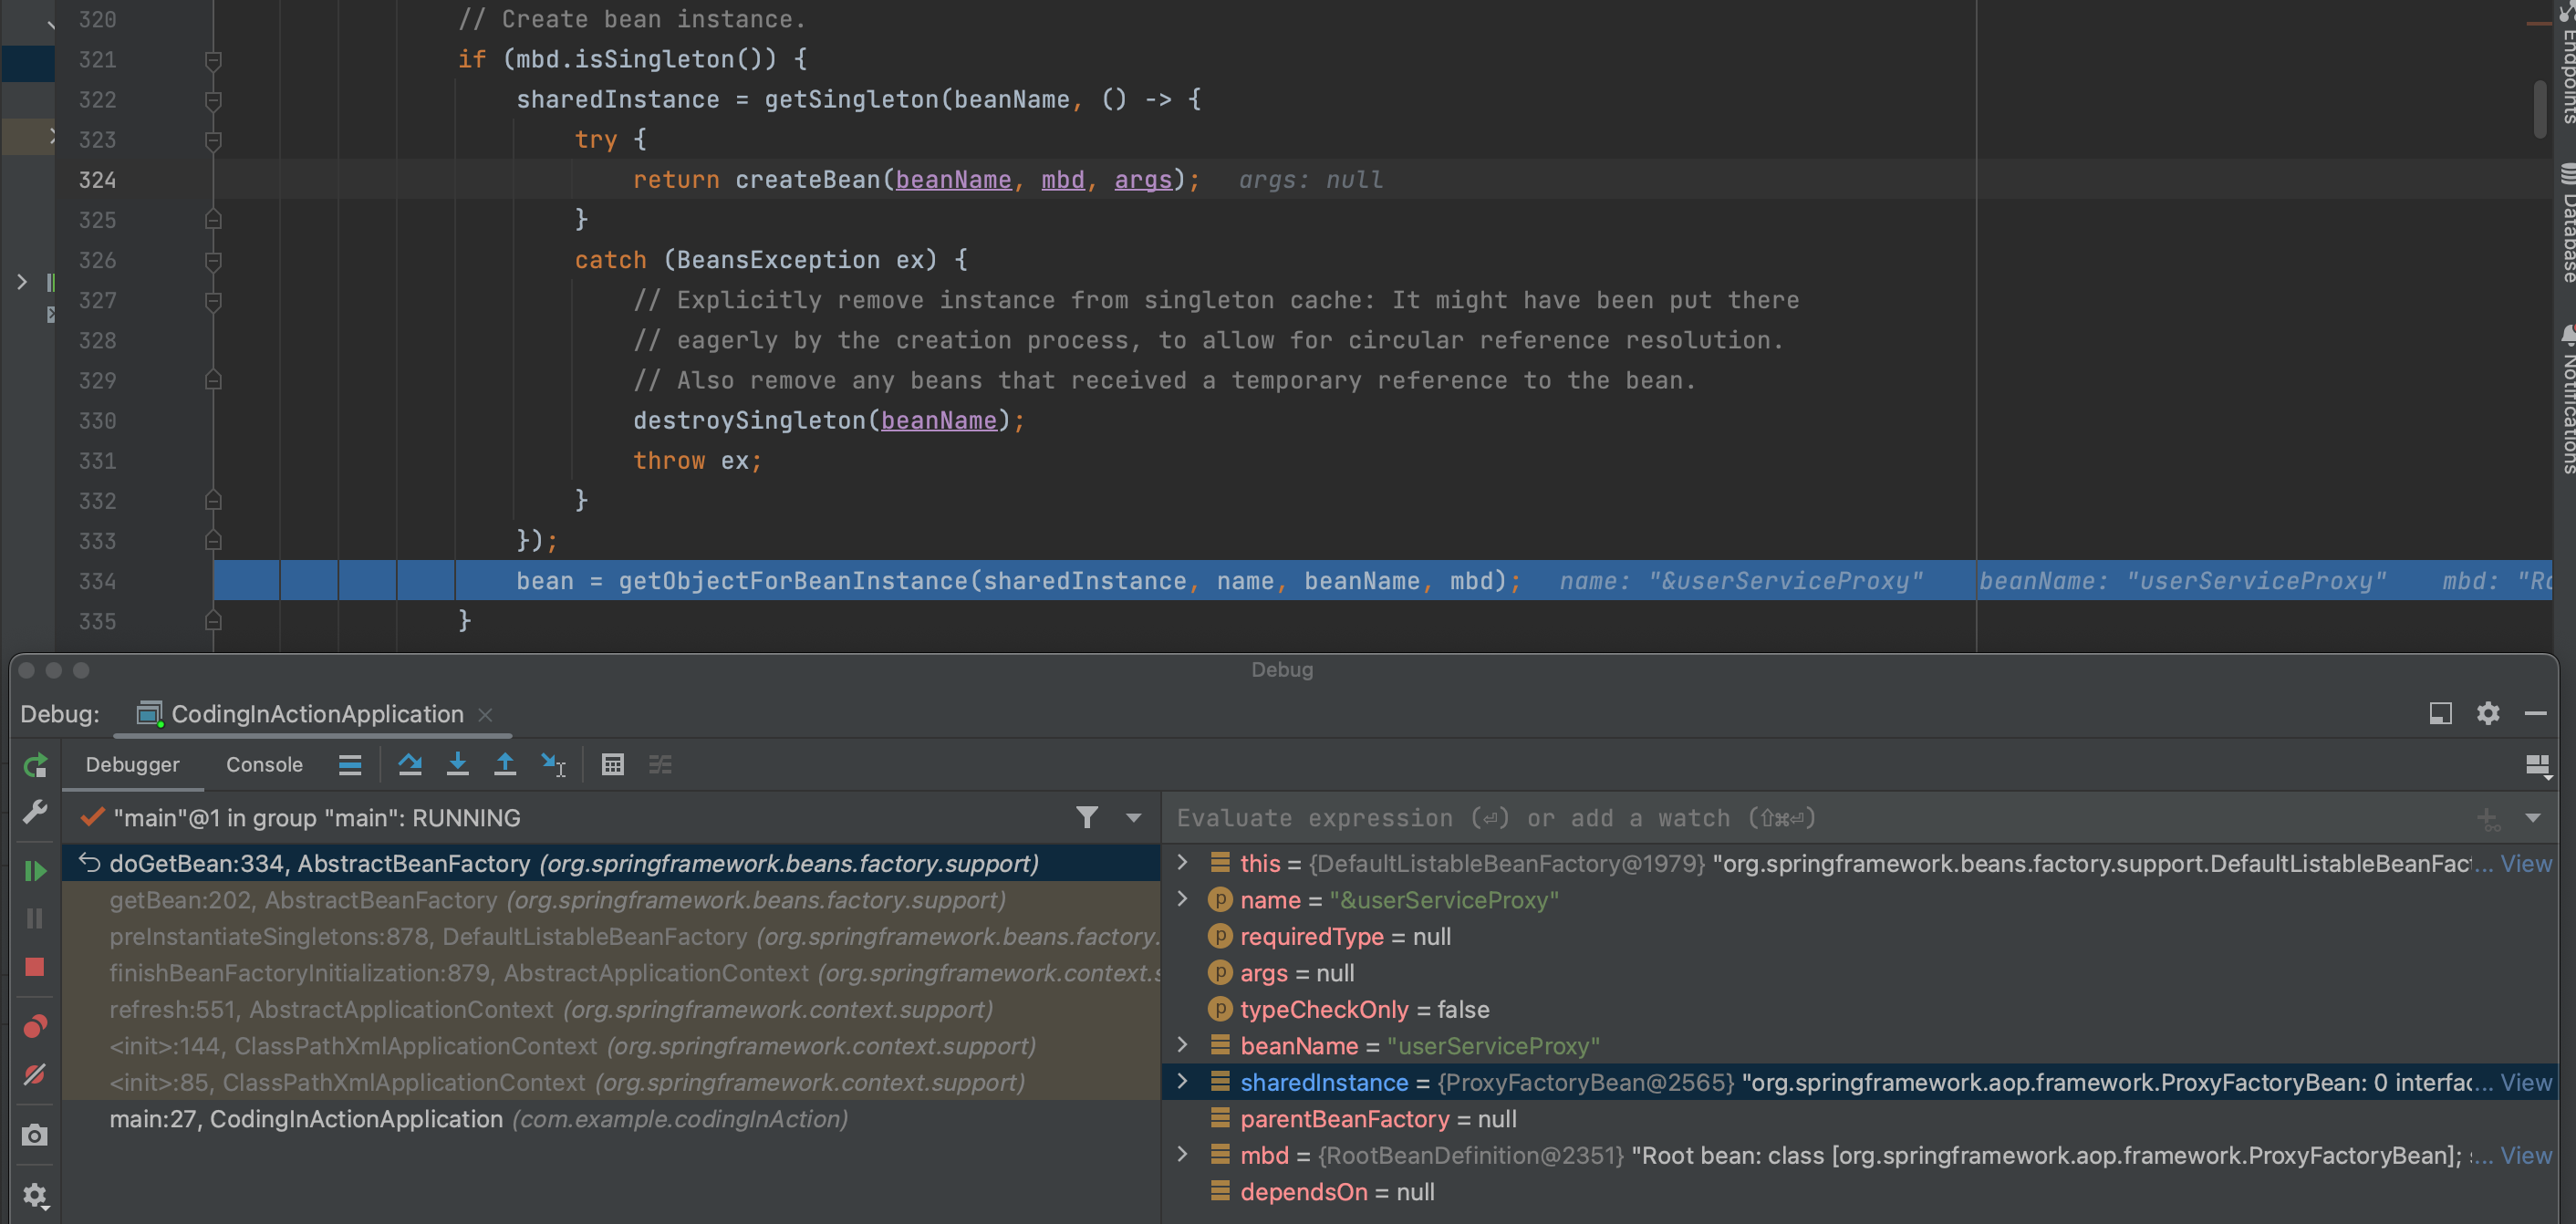 320 // Create bean instance.
321 if (mbd.isSingleton()) {
322 sharedInstance = getSingleton(beanName, () -> {
323 try {
324 return createBean(beanName, mbd, args); args: null
325 }
326 catch (BeansException ex) {
327 // Explicitly remove instance from singleton cache: It might have been put there
328 // eagerly by the creation process, to allow for circular reference resolution.
329 // Also remove any beans that received a temporary reference to the bean.
330 destroySingleton(beanName);
331 throw ex;
332 }
333 });
334 bean = getObjectForBeanInstance(sharedInstance, name, beanName, mbd); name: "&userServiceProxy" beanName: "userServiceProxy" mbd: "Ro
335 }
Endpoints
Database
Notifications
Debug
Debug: CodingInActionApplication
Debugger Console
"main"@1 in group "main": RUNNING
doGetBean:334, AbstractBeanFactory (org.springframework.beans.factory.support)
getBean:202, AbstractBeanFactory (org.springframework.beans.factory.support)
preInstantiateSingletons:878, DefaultListableBeanFactory (org.springframework.beans.factory.
finishBeanFactoryInitialization:879, AbstractApplicationContext (org.springframework.context.s
refresh:551, AbstractApplicationContext (org.springframework.context.support)
<init>:144, ClassPathXmlApplicationContext (org.springframework.context.support)
<init>:85, ClassPathXmlApplicationContext (org.springframework.context.support)
main:27, CodingInActionApplication (com.example.codingInAction)
Evaluate expression (⏎) or add a watch (⇧⌘⏎)
this = {DefaultListableBeanFactory@1979} "org.springframework.beans.factory.support.DefaultListableBeanFact... View
p name = "&userServiceProxy"
p requiredType = null
p args = null
p typeCheckOnly = false
beanName = "userServiceProxy"
sharedInstance = {ProxyFactoryBean@2565} "org.springframework.aop.framework.ProxyFactoryBean: 0 interfac... View
parentBeanFactory = null
mbd = {RootBeanDefinition@2351} "Root bean: class [org.springframework.aop.framework.ProxyFactoryBean]; s... View
dependsOn = null